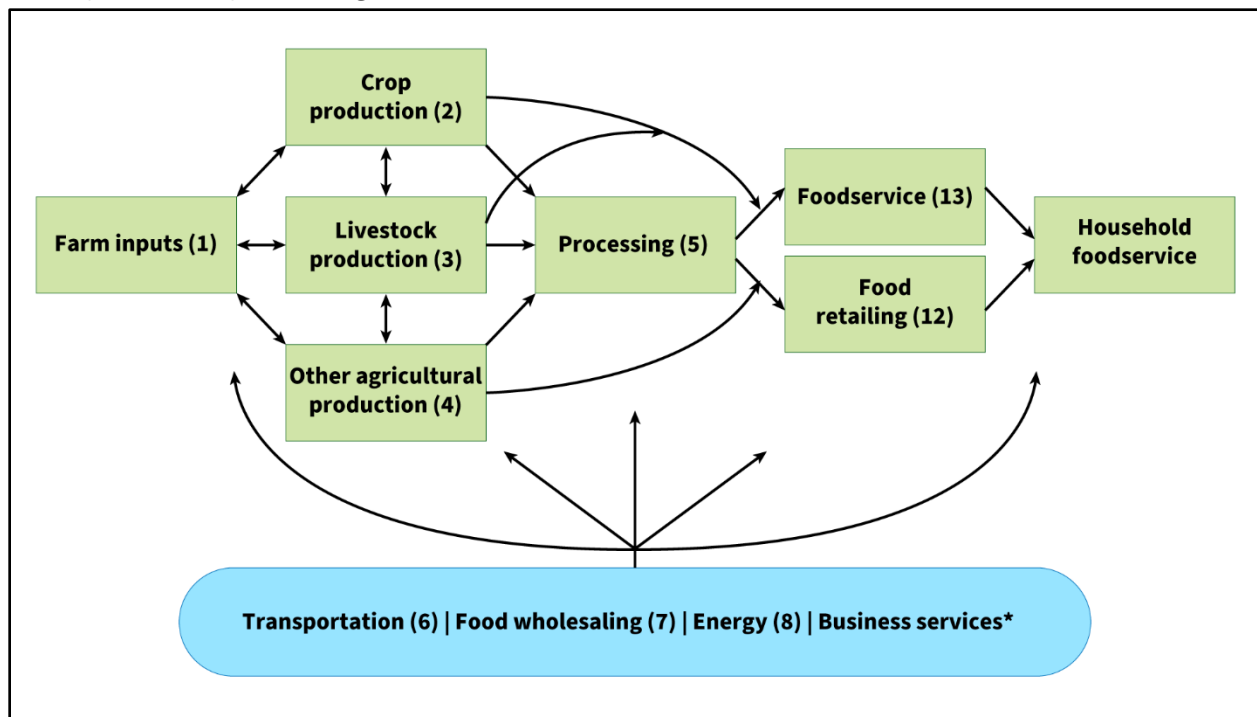 Crop
production (2)
Farm inputs (1)
Livestock
production (3)
Processing (5)
Foodservice (13)
Household
foodservice
Food
retailing (12)
Other agricultural
production (4)
Transportation (6) | Food wholesaling (7) | Energy (8) | Business services*